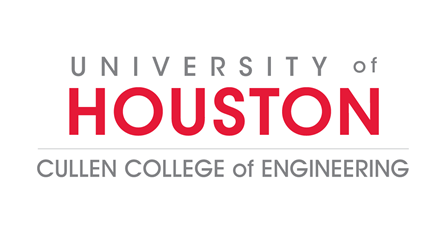 UNIVERSITY of
HOUSTON
CULLEN COLLEGE of ENGINEERING